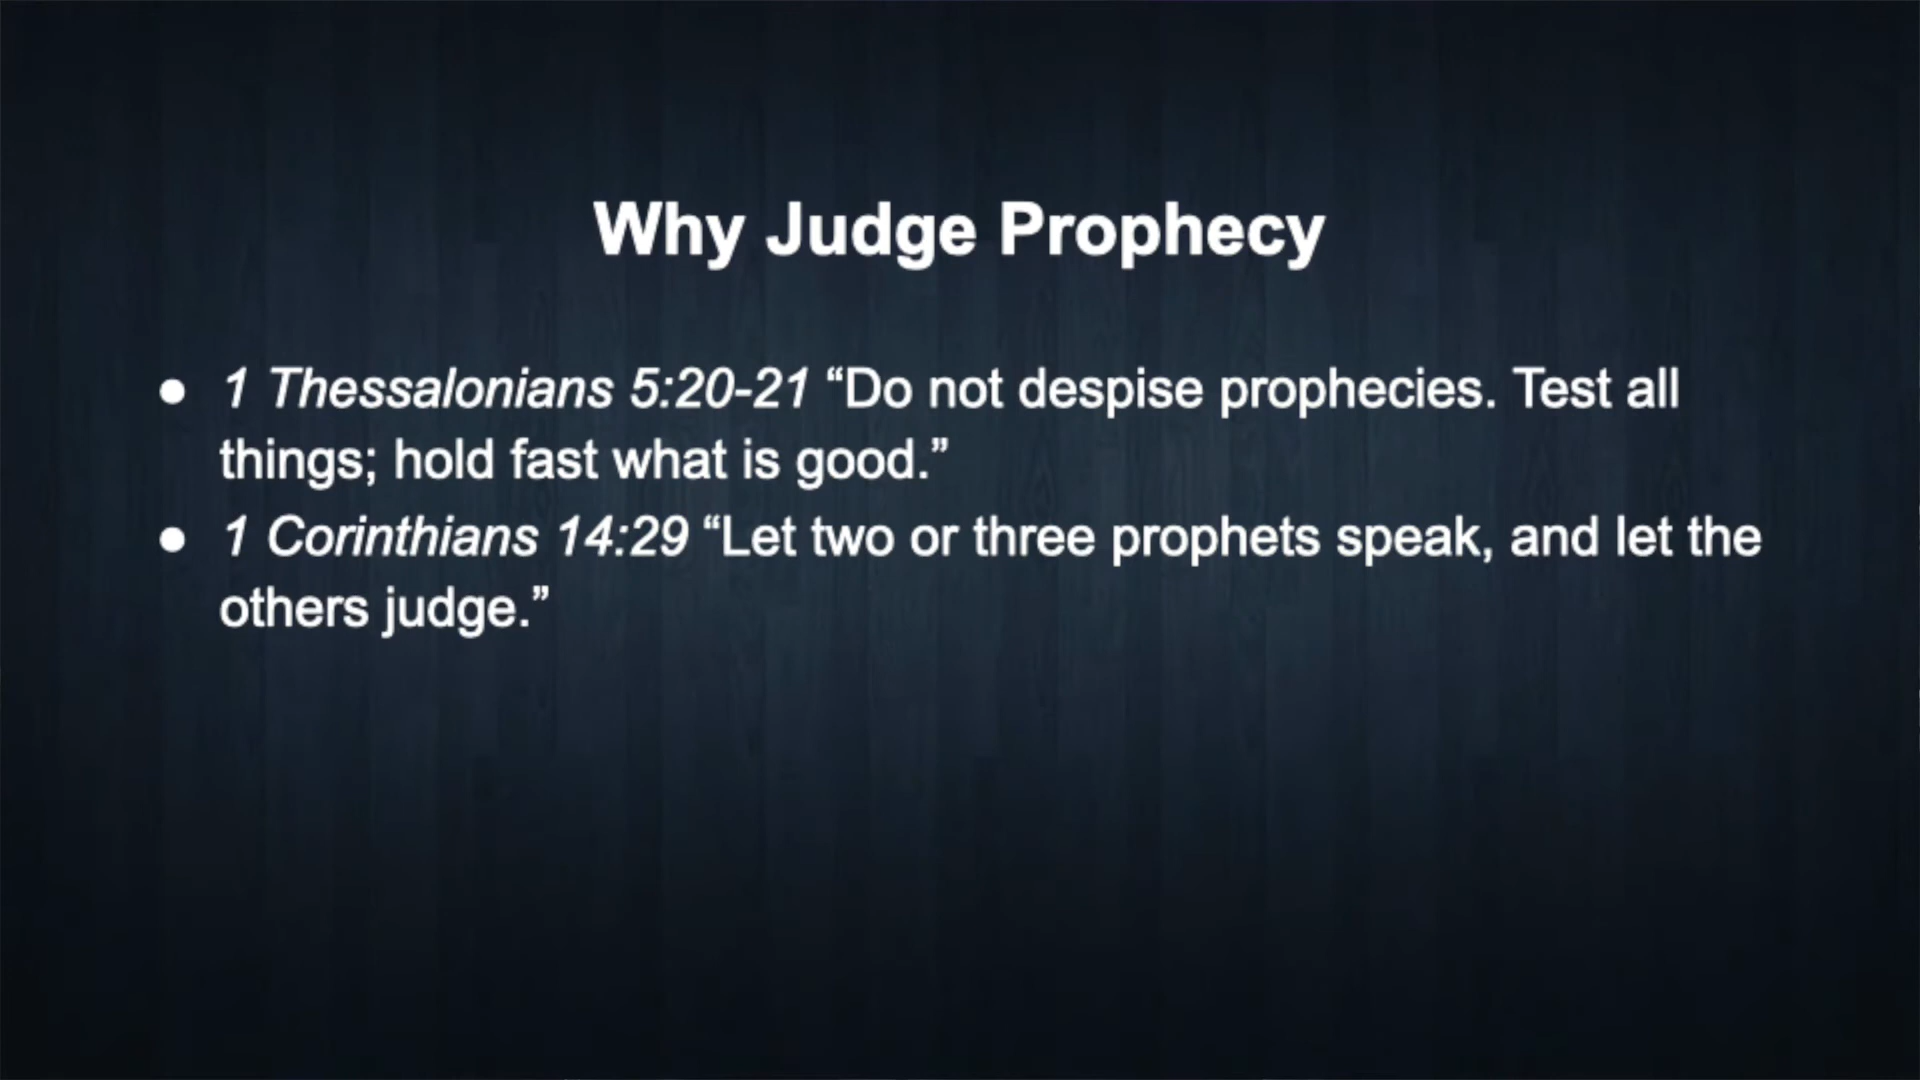 Why Judge Prophecy
● 1 Thessalonians 5:20-21 “Do not despise prophecies. Test all
things; hold fast what is good.”
● 1 Corinthians 14:29 “Let two or three prophets speak, and let the
others judge.”